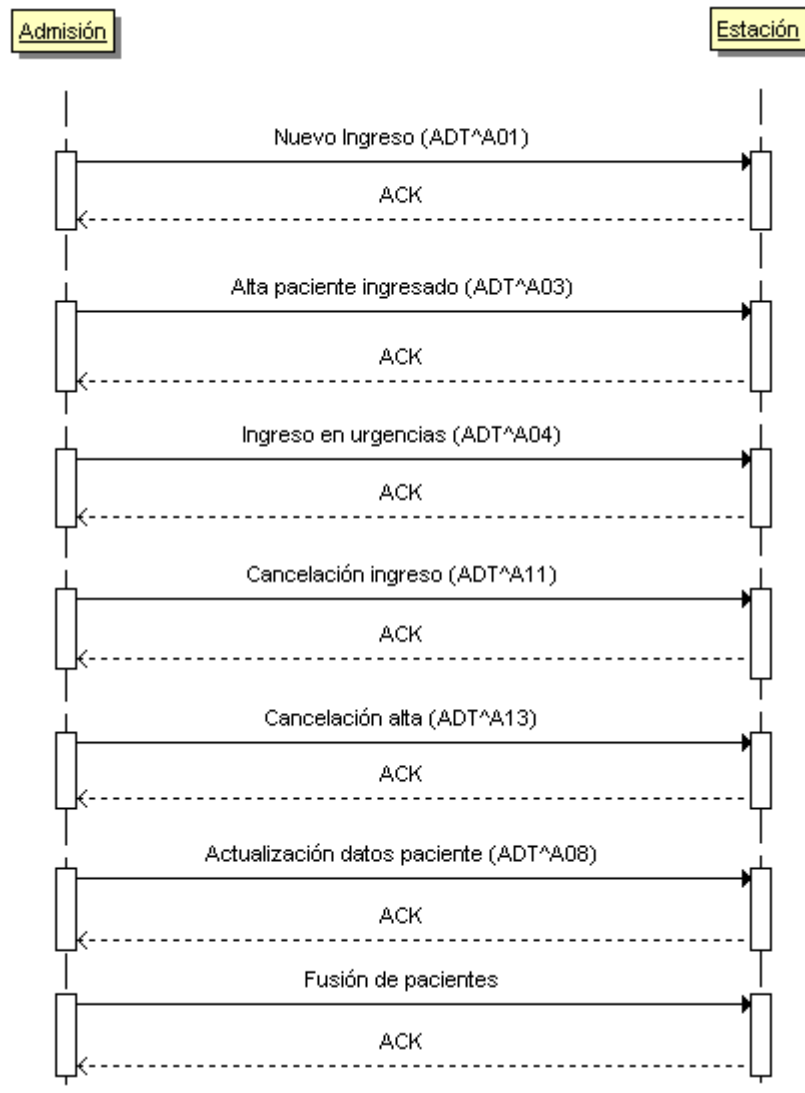 Admisión
Estación
Nuevo Ingreso (ADT^A01)
ACK
Alta paciente ingresado (ADT^A03)
ACK
Ingreso en urgencias (ADT^A04)
ACK
Cancelación ingreso (ADT^A11)
ACK
Cancelación alta (ADT^A13)
ACK
Actualización datos paciente (ADT^A08)
ACK
Fusión de pacientes
ACK